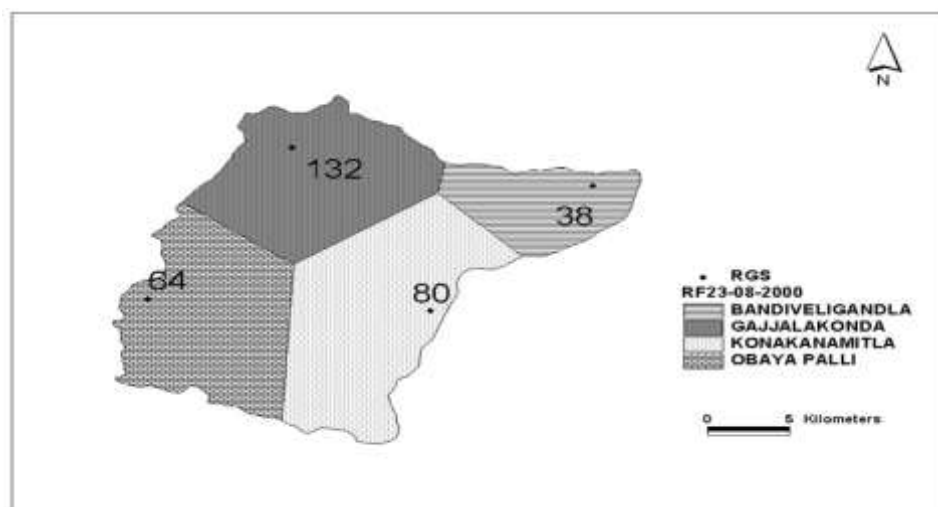 N
132
38
64
80
RGS
RF23-08-2000
BANDIVELIGANDLA
GAJJALAKONDA
KONAKANAMITLA
OBAYA PALLI
0 5 Kilometers